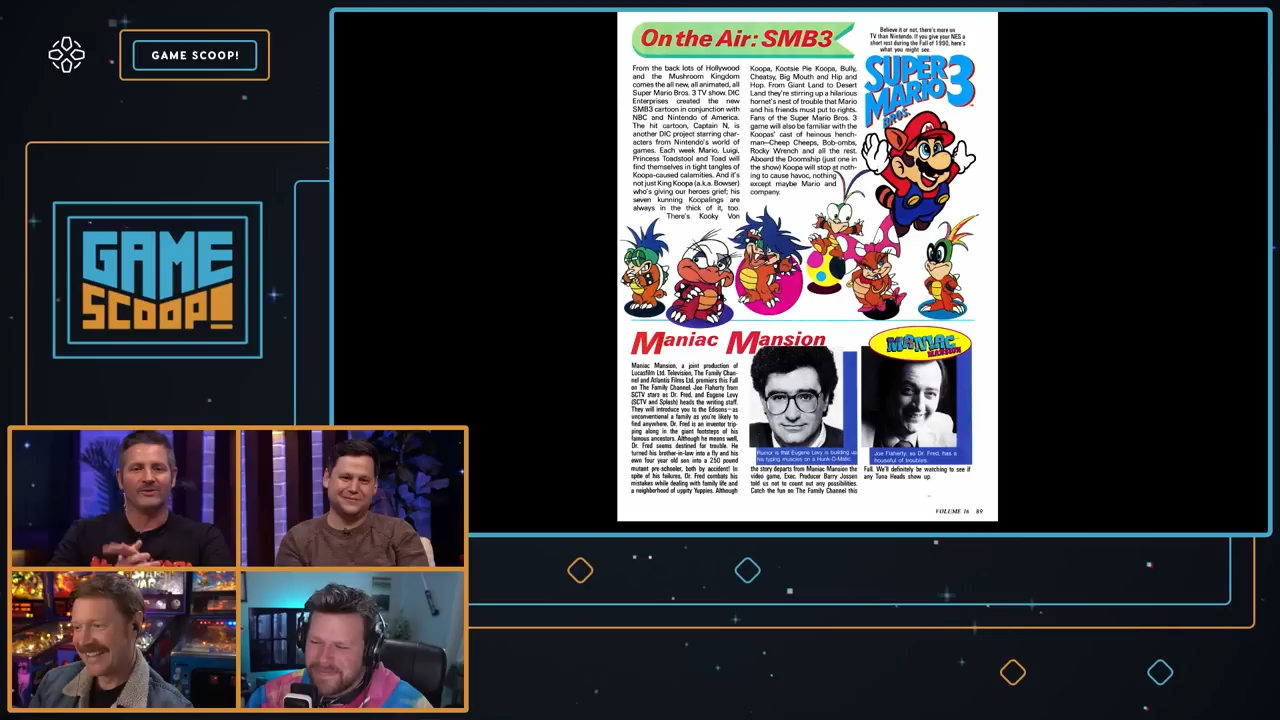 GAME SCOOP!
GAME
SCOOP!
On the Air: SMB3
From the back lots of Hollywood
and the Mushroom Kingdom
comes the all new, all animated, all
Super Mario Bros. 3 TV show. DIC
Enterprises created the new
SMB3 cartoon in conjunction with
NBC and Nintendo of America.
The hit cartoon, Captain N, is
another DIC project starring char-
acters from Nintendo's world of
games. Each week Mario, Luigi,
Princess Toadstool and Toad will
find themselves in tight tangles of
Koopa-caused calamities. And it's
not just King Koopa (a.k.a. Bowser)
who's giving our heroes grief; his
seven kunning Koopalings are
always in the thick of it, too.
There's Kooky Von
Koopa, Kootsie Pie Koopa, Bully,
Cheatsy, Big Mouth and Hip and
Hop. From Giant Land to Desert
Land they're stirring up a hilarious
hornet's nest of trouble that Mario
and his friends must put to rights.
Fans of the Super Mario Bros. 3
game will also be familiar with the
Koopas' cast of heinous hench-
man—Cheep Cheeps, Bob-ombs,
Rocky Wrench and all the rest.
Aboard the Doomship (just one in
the show) Koopa will stop at noth-
ing to cause havoc, nothing
except maybe Mario and
company.
Believe it or not, there's more on
TV than Nintendo. If you give your NES a
short rest during the Fall of 1990, here's
what you might see.
SUPER
MARIO 3
BROS.
Maniac Mansion
Maniac Mansion, a joint production of
Lucasfilm Ltd. Television, The Family Chan-
nel and Atlantis Films Ltd. premiers this Fall
on The Family Channel. Joe Flaherty from
SCTV stars as Dr. Fred, and Eugene Levy
(SCTV and Splash) heads the writing staff.
They will introduce you to the Edisons—as
unconventional a family as you're likely to
find anywhere. Dr. Fred is an inventor trip-
ping along in the giant footsteps of his
famous ancestors. Although he means well,
Dr. Fred seems destined for trouble. He
turned his brother-in-law into a fly and his
own four year old son into a 250 pound
mutant pre-schooler, both by accident! In
spite of his failures, Dr. Fred combats his
mistakes while dealing with family life and
a neighborhood of uppity Yuppies. Although
Rumor is that Eugene Levy is building up
his typing muscles on a Hunk-O-Matic.
the story departs from Maniac Mansion the
video game, Exec. Producer Barry Jossen
told us not to count out any possibilities.
Catch the fun on The Family Channel this
MANIAC
MANSION
Joe Flaherty, as Dr. Fred, has a
houseful of troubles.
Fall. We'll definitely be watching to see if
any Tuna Heads show up.
VOLUME 16 89